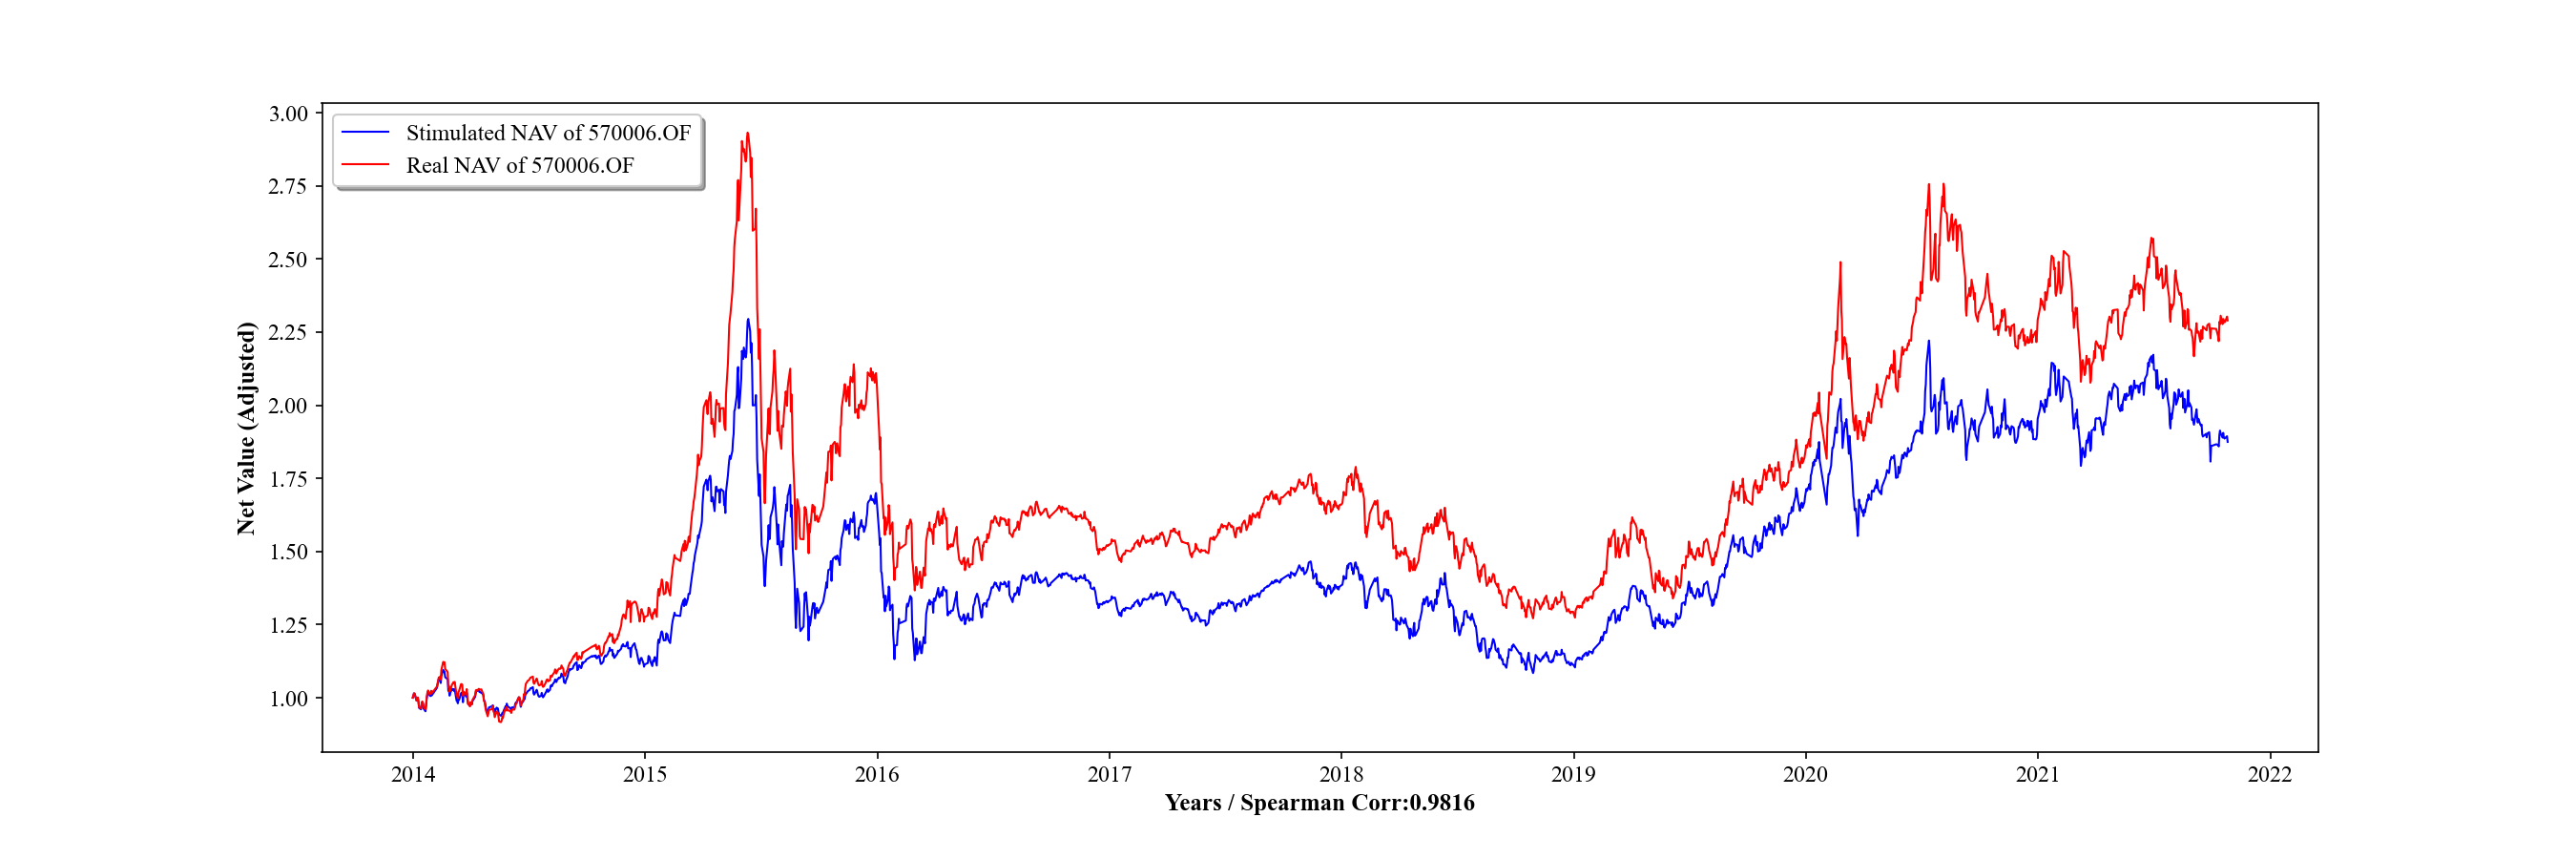 3.00
2.75
2.50
2.25
2.00
1.75
1.50
1.25
1.00
Net Value (Adjusted)
Stimulated NAV of 570006.OF
Real NAV of 570006.OF
2014 2015 2016 2017 2018 2019 2020 2021 2022
Years / Spearman Corr:0.9816